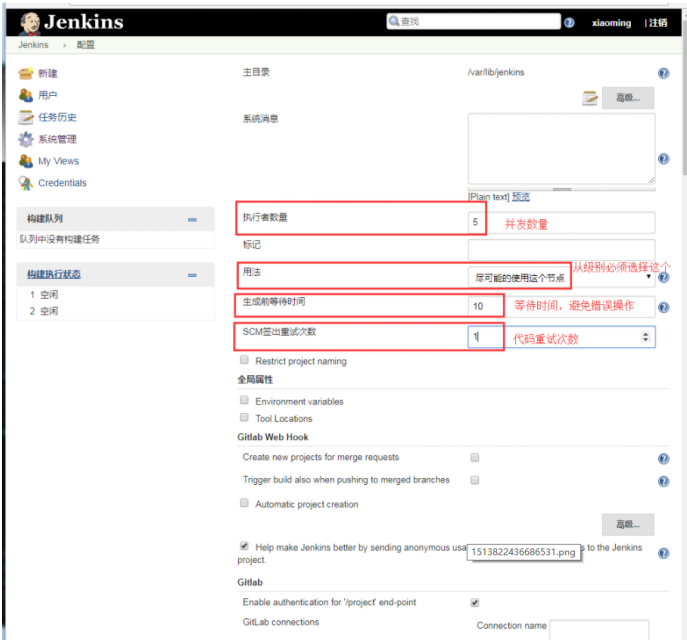 Jenkins
查找
xiaoming
| 注销
Jenkins › 配置
新建
用户
任务历史
系统管理
My Views
Credentials
构建队列
队列中没有构建任务
构建执行状态
1 空闲
2 空闲
主目录
/var/lib/jenkins
高级...
系统消息
[Plain text] 预览
执行者数量
5 并发数量
标记
用法
尽可能的使用这个节点
从级别必须选择这个
生成前等待时间
10 等待时间，避免错误操作
SCM签出重试次数
1 代码重试次数
Restrict project naming
全局属性
Environment variables
Tool Locations
Gitlab Web Hook
Create new projects for merge requests
Trigger build also when pushing to merged branches
Automatic project creation
高级...
Help make Jenkins better by sending anonymous usa
1513822436686531.png
s to the Jenkins
project.
Gitlab
Enable authentication for '/project' end-point
GitLab connections
Connection name